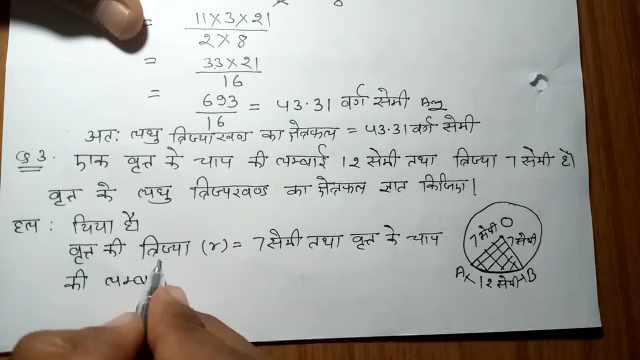 = 11×3×21
2×8
= 33×21
16
= 693 = 43.31 वर्ग सेमी Ans
16
अतः लघु त्रिज्याखण्ड का क्षेत्रफल = 43.31 वर्ग सेमी
Q3. एक वृत्त के चाप की लम्बाई 12 सेमी तथा त्रिज्या 7 सेमी है।
वृत्त के लघु त्रिज्यखण्ड का क्षेत्रफल ज्ञात किजिए।
हल : दिया है।
वृत्त की त्रिज्या (r) = 7 सेमी तथा वृत्त के चाप
की लम्बा
7 सेमी O 7 सेमी
A 12 सेमी B